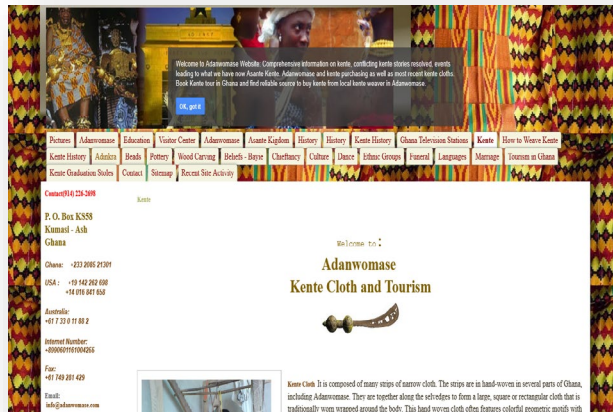 Welcome to Adanwomase Website. Comprehensive information on kente, conflicting kente stories resolved, events
leading to what we have now Asante Kente. Adanwomase and kente purchasing as well as most recent kente cloths.
Book Kente tour in Ghana and find reliable source to buy kente from local kente weaver in Adanwomase.
OK, got it
Pictures Adanwomase Education Visitor Center Adanwomase Asante Kigdom History History Kente History Ghana Television Stations Kente How to Weave Kente
Kente History Adinkra Beads Pottery Wood Carving Beliefs - Bayie Chieftancy Culture Dance Ethnic Groups Funeral Languages Marriage Tourism in Ghana
Kente Graduation Stoles Contact Sitemap Recent Site Activity
Contact(914) 226-2698
P. O. Box KS58
Kumasi - Ash
Ghana
Ghana: +233 2085 21301
USA : +19 142 262 698
+14 016 841 658
Australia:
+61 7 33 0 11 88 2
Internet Number:
+8990601161004266
Fax:
+61 749 281 429
Email:
info@adanwomase.com
Kente
Welcome to :
Adanwomase
Kente Cloth and Tourism
Kente Cloth It is composed of many strips of narrow cloth. The strips are in hand-woven in several parts of Ghana,
including Adanwomase. They are together along the selvedges to form a large, square or rectangular cloth that is
traditionally worn wrapped around the body. This hand woven cloth often features colorful geometric motifs with